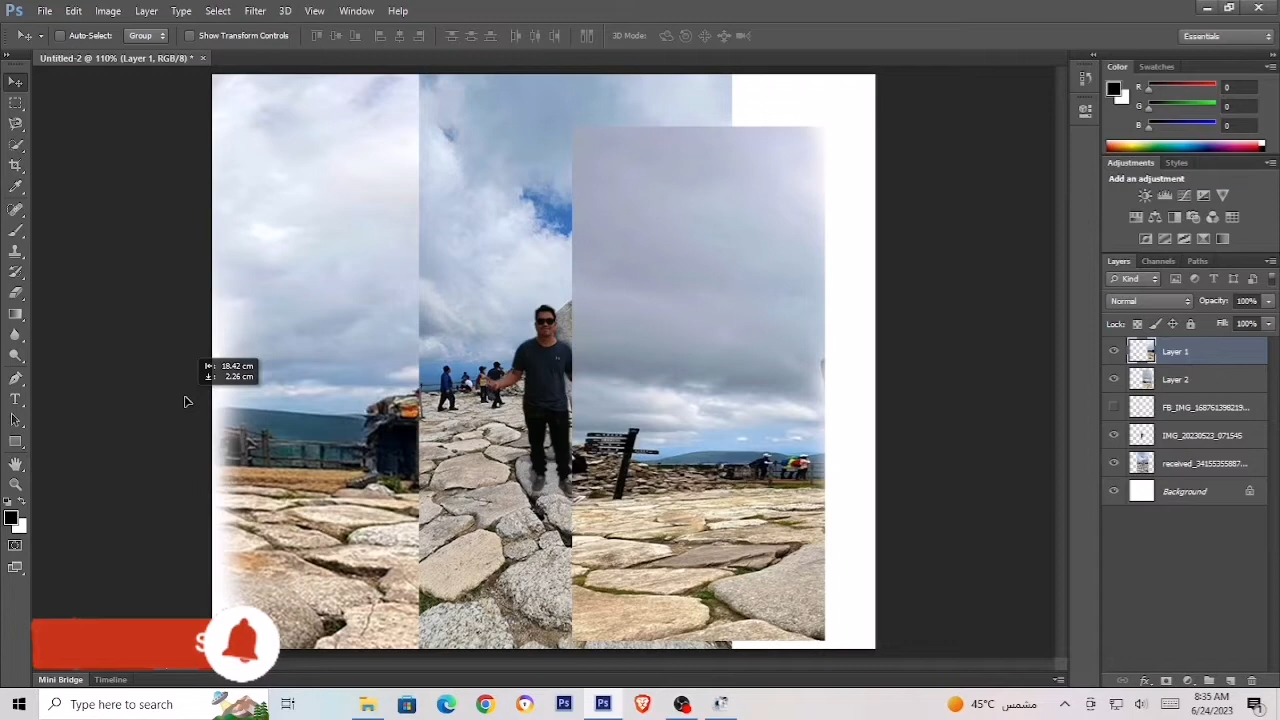 Ps File Edit Image Layer Type Select Filter 3D View Window Help
Auto-Select: Group Show Transform Controls 3D Mode: Essentials
Untitled-2 @ 110% (Layer 1, RGB/8) * ×
Color Swatches
R 0
G 0
B 0
Adjustments Styles
Add an adjustment
Layers Channels Paths
Kind
Normal Opacity: 100%
Lock: Fill: 100%
Layer 1
Layer 2
FB_IMG_168761398219...
IMG_20230523_071545
received_34155355887...
Background
18.42 cm
2.26 cm
S
Mini Bridge Timeline
Type here to search
45°C مشمس
8:35 AM
6/24/2023